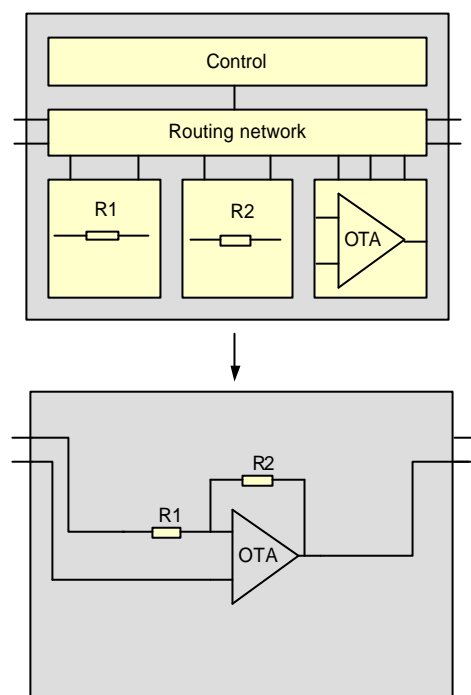 Control
Routing network
R1
R2
OTA
R2
R1
OTA